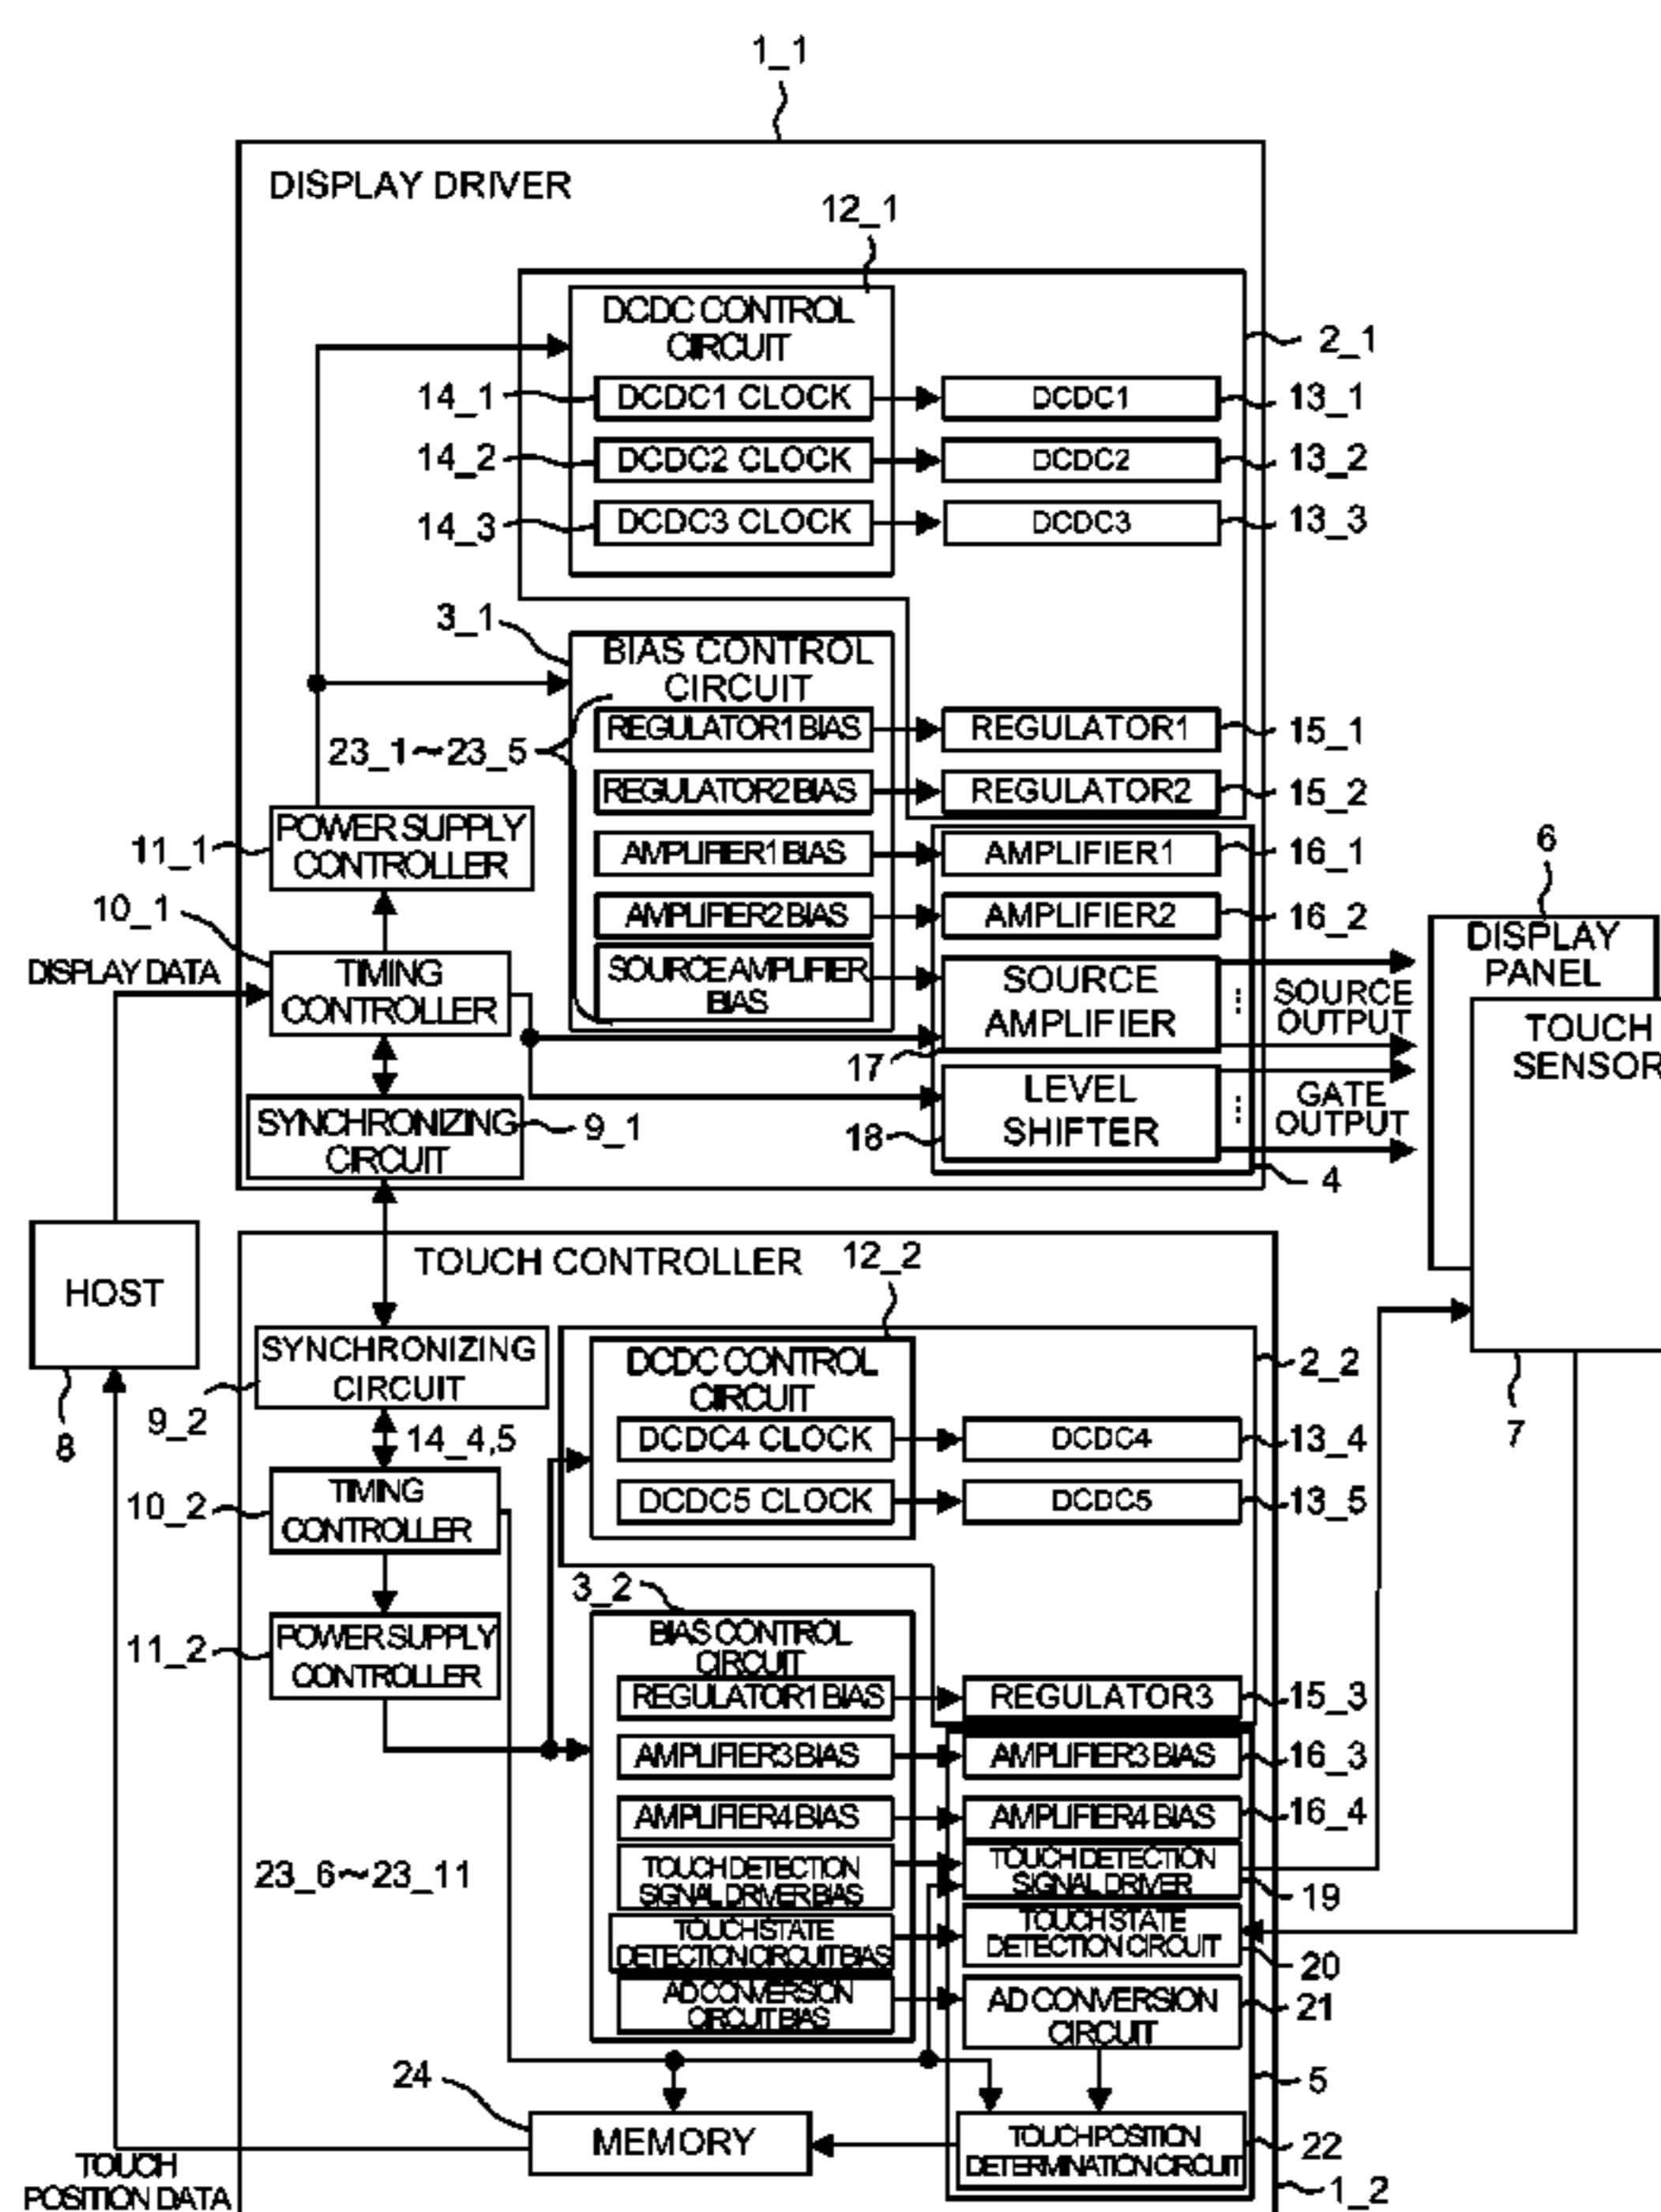 1_1
DISPLAY DRIVER
12_1
DCDC CONTROL
CIRCUIT
2_1
14_1
DCDC1 CLOCK
DCDC1
13_1
14_2
DCDC2 CLOCK
DCDC2
13_2
14_3
DCDC3 CLOCK
DCDC3
13_3
3_1
BIAS CONTROL
CIRCUIT
23_1~23_5
REGULATOR1 BIAS
REGULATOR1
15_1
REGULATOR2 BIAS
REGULATOR2
15_2
11_1
POWER SUPPLY
CONTROLLER
AMPLIFIER1 BIAS
AMPLIFIER1
16_1
AMPLIFIER2 BIAS
AMPLIFIER2
16_2
6
DISPLAY
PANEL
10_1
DISPLAY DATA
TIMING
CONTROLLER
SOURCE AMPLIFIER
BIAS
SOURCE
AMPLIFIER
17
SOURCE
OUTPUT
TOUCH
SENSOR
SYNCHRONIZING
CIRCUIT
9_1
LEVEL
SHIFTER
18
GATE
OUTPUT
4
HOST
8
TOUCH CONTROLLER
12_2
SYNCHRONIZING
CIRCUIT
9_2
DCDC CONTROL
CIRCUIT
2_2
7
14_4,5
DCDC4 CLOCK
DCDC4
13_4
10_2
TIMING
CONTROLLER
DCDC5 CLOCK
DCDC5
13_5
3_2
11_2
POWER SUPPLY
CONTROLLER
BIAS CONTROL
CIRCUIT
REGULATOR1 BIAS
REGULATOR3
15_3
AMPLIFIER3 BIAS
AMPLIFIER3 BIAS
16_3
AMPLIFIER4 BIAS
AMPLIFIER4 BIAS
16_4
23_6~23_11
TOUCH DETECTION
SIGNAL DRIVER BIAS
TOUCH DETECTION
SIGNAL DRIVER
19
TOUCH STATE
DETECTION CIRCUIT BIAS
TOUCH STATE
DETECTION CIRCUIT
20
AD CONVERSION
CIRCUIT BIAS
AD CONVERSION
CIRCUIT
21
24
5
MEMORY
TOUCH POSITION
DETERMINATION CIRCUIT
22
TOUCH
POSITION DATA
1_2